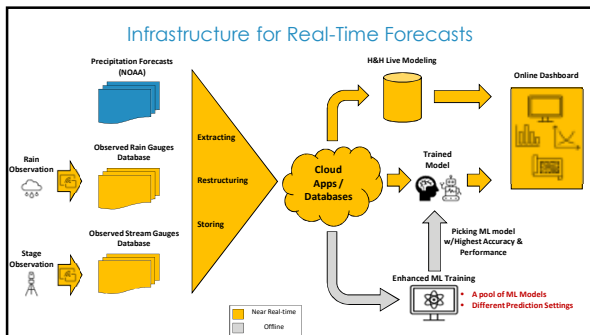 Infrastructure for Real-Time Forecasts
Precipitation Forecasts
(NOAA)
Rain
Observation
Observed Rain Gauges
Database
Stage
Observation
Observed Stream Gauges
Database
Extracting
Restructuring
Storing
Cloud
Apps /
Databases
H&H Live Modeling
Trained
Model
Online Dashboard
Picking ML model
w/Highest Accuracy &
Performance
Enhanced ML Training
• A pool of ML Models
• Different Prediction Settings
Near Real-time
Offline